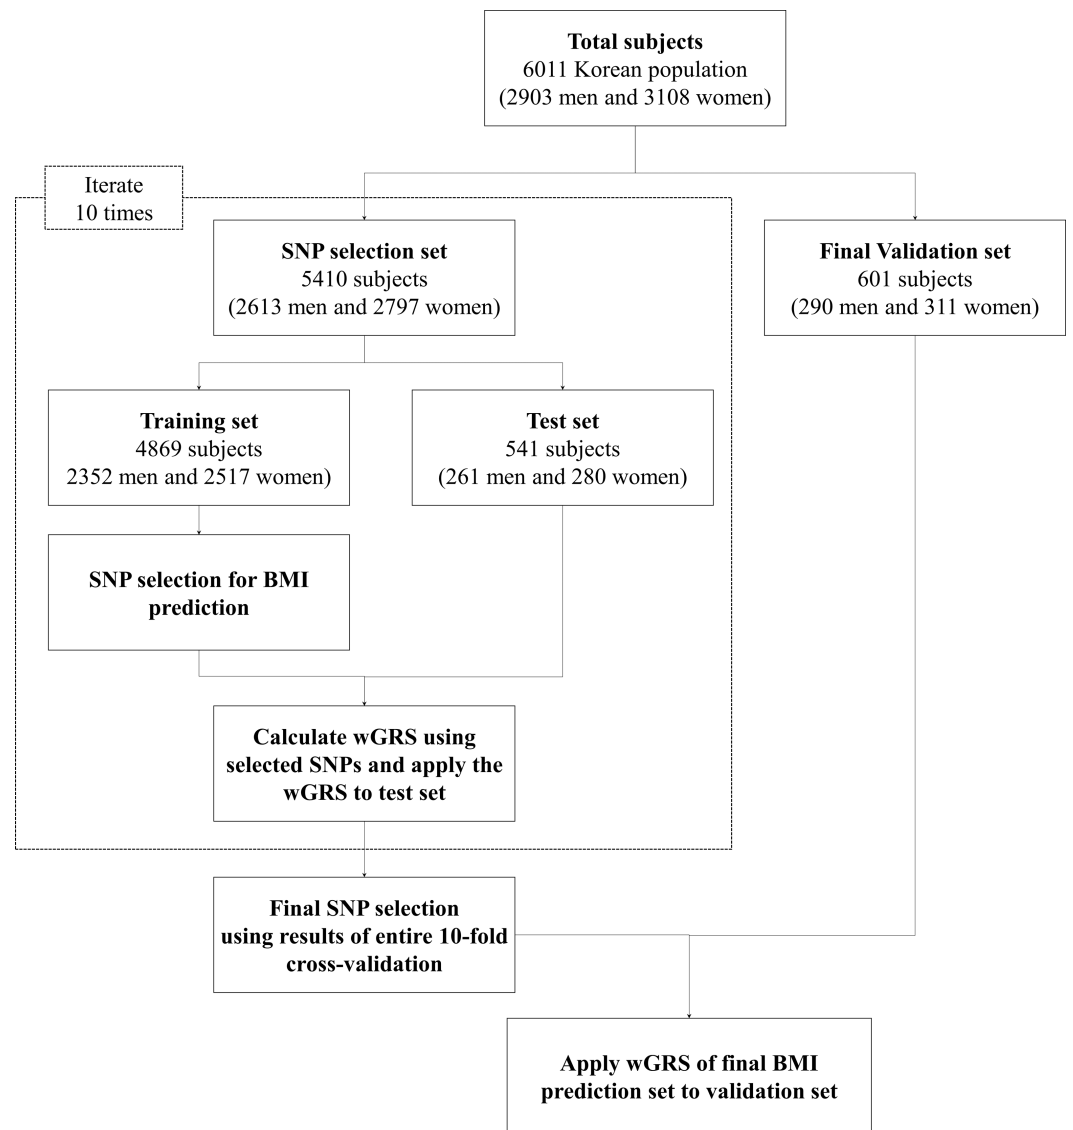 Total subjects
6011 Korean population
(2903 men and 3108 women)
Iterate
10 times
SNP selection set
5410 subjects
(2613 men and 2797 women)
Final Validation set
601 subjects
(290 men and 311 women)
Training set
4869 subjects
2352 men and 2517 women)
Test set
541 subjects
(261 men and 280 women)
SNP selection for BMI
prediction
Calculate wGRS using
selected SNPs and apply the
wGRS to test set
Final SNP selection
using results of entire 10-fold
cross-validation
Apply wGRS of final BMI
prediction set to validation set